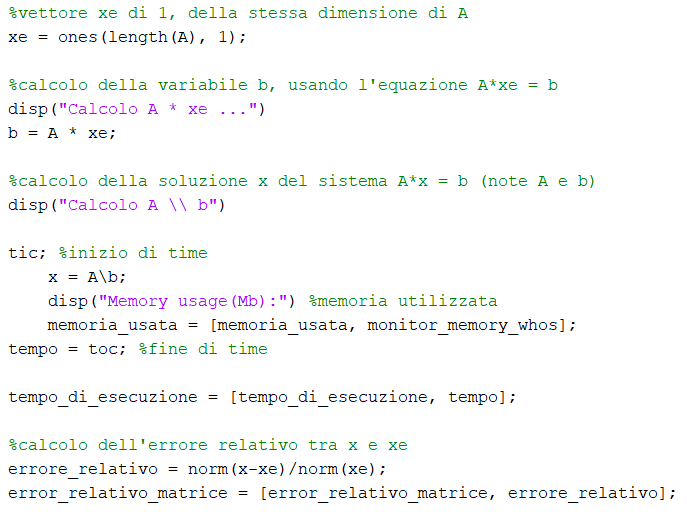 %vettore xe di 1, della stessa dimensione di A
xe = ones(length(A), 1);
%calcolo della variabile b, usando l'equazione A*xe = b
disp("Calcolo A * xe ...")
b = A * xe;
%calcolo della soluzione x del sistema A*x = b (note A e b)
disp("Calcolo A \\ b")
tic; %inizio di time
x = A\b;
disp("Memory usage(Mb):") %memoria utilizzata
memoria_usata = [memoria_usata, monitor_memory_whos];
tempo = toc; %fine di time
tempo_di_esecuzione = [tempo_di_esecuzione, tempo];
%calcolo dell'errore relativo tra x e xe
errore_relativo = norm(x-xe)/norm(xe);
error_relativo_matrice = [error_relativo_matrice, errore_relativo];